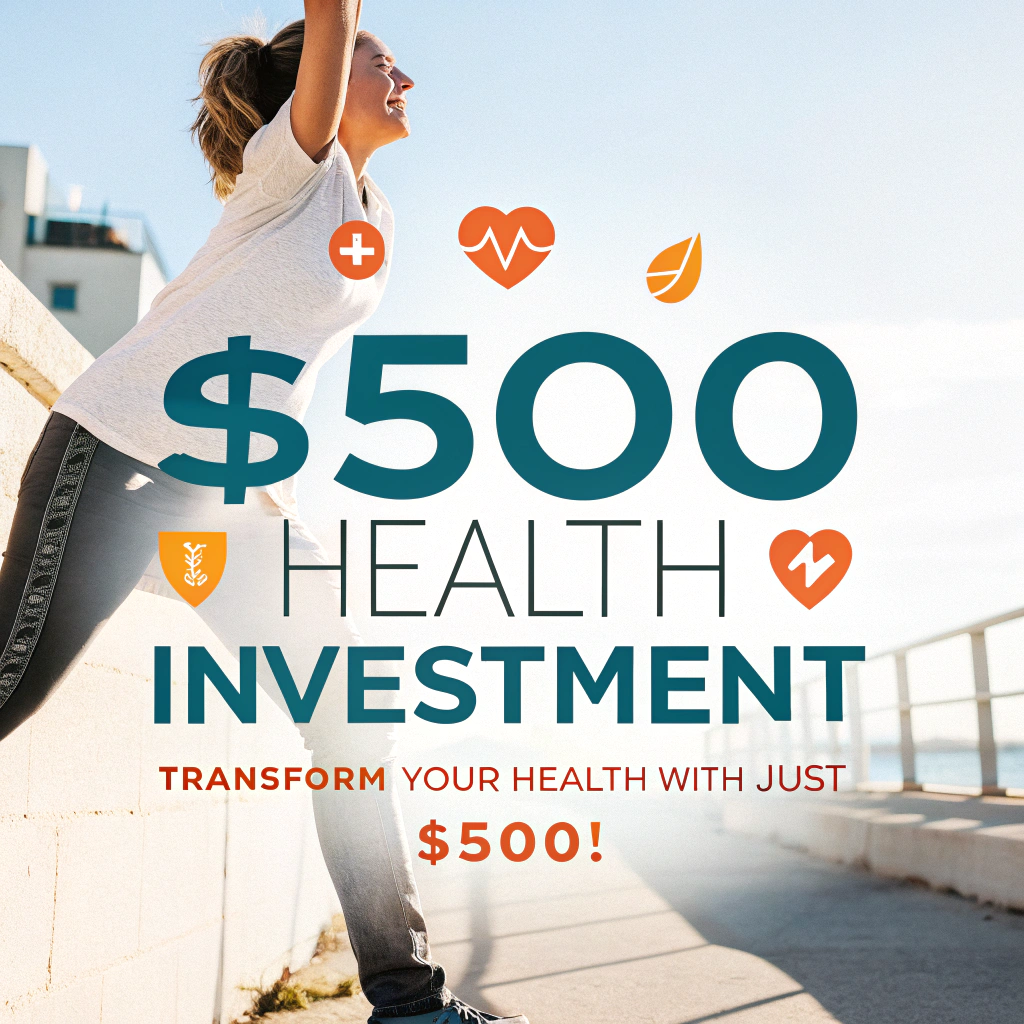 $500
HEALTH
INVESTMENT
TRANSFORM YOUR HEALTH WITH JUST
$500!